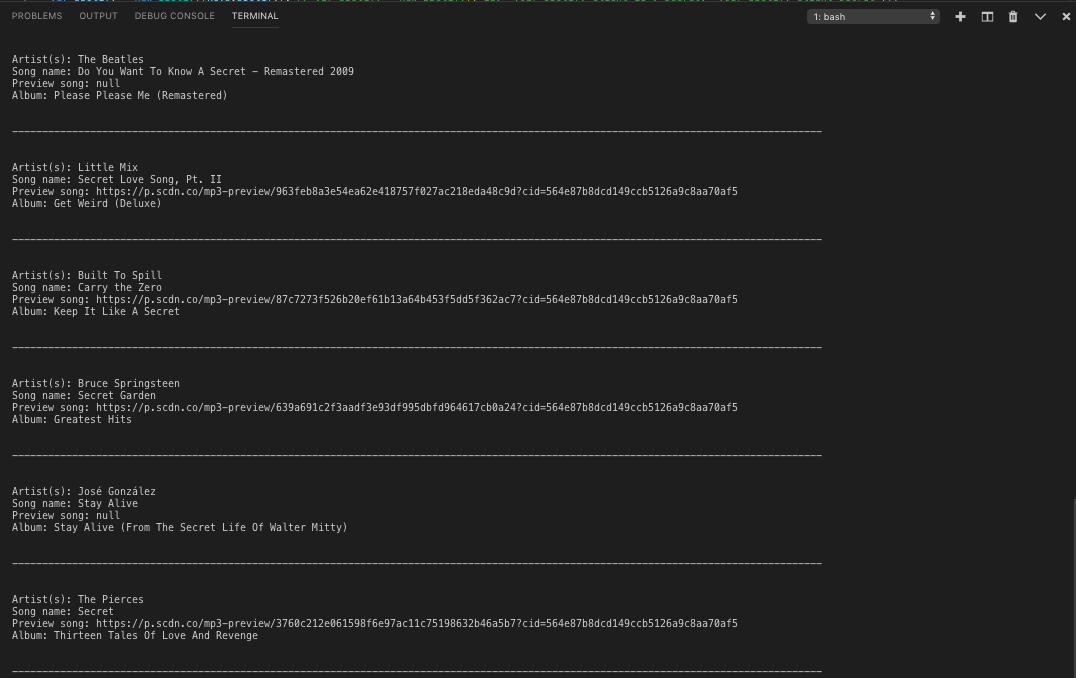 PROBLEMS OUTPUT DEBUG CONSOLE TERMINAL 1: bash
Artist(s): The Beatles
Song name: Do You Want To Know A Secret - Remastered 2009
Preview song: null
Album: Please Please Me (Remastered)
Artist(s): Little Mix
Song name: Secret Love Song, Pt. II
Preview song: https://p.scdn.co/mp3-preview/963feb8a3e54ea62e418757f027ac218eda48c9d?cid=564e87b8dcd149ccb5126a9c8aa70af5
Album: Get Weird (Deluxe)
Artist(s): Built To Spill
Song name: Carry the Zero
Preview song: https://p.scdn.co/mp3-preview/87c7273f526b20ef61b13a64b453f5dd5f362ac7?cid=564e87b8dcd149ccb5126a9c8aa70af5
Album: Keep It Like A Secret
Artist(s): Bruce Springsteen
Song name: Secret Garden
Preview song: https://p.scdn.co/mp3-preview/639a691c2f3aadf3e93df995dbfd964617cb0a24?cid=564e87b8dcd149ccb5126a9c8aa70af5
Album: Greatest Hits
Artist(s): José González
Song name: Stay Alive
Preview song: null
Album: Stay Alive (From The Secret Life Of Walter Mitty)
Artist(s): The Pierces
Song name: Secret
Preview song: https://p.scdn.co/mp3-preview/3760c212e061598f6e97ac11c75198632b46a5b7?cid=564e87b8dcd149ccb5126a9c8aa70af5
Album: Thirteen Tales Of Love And Revenge